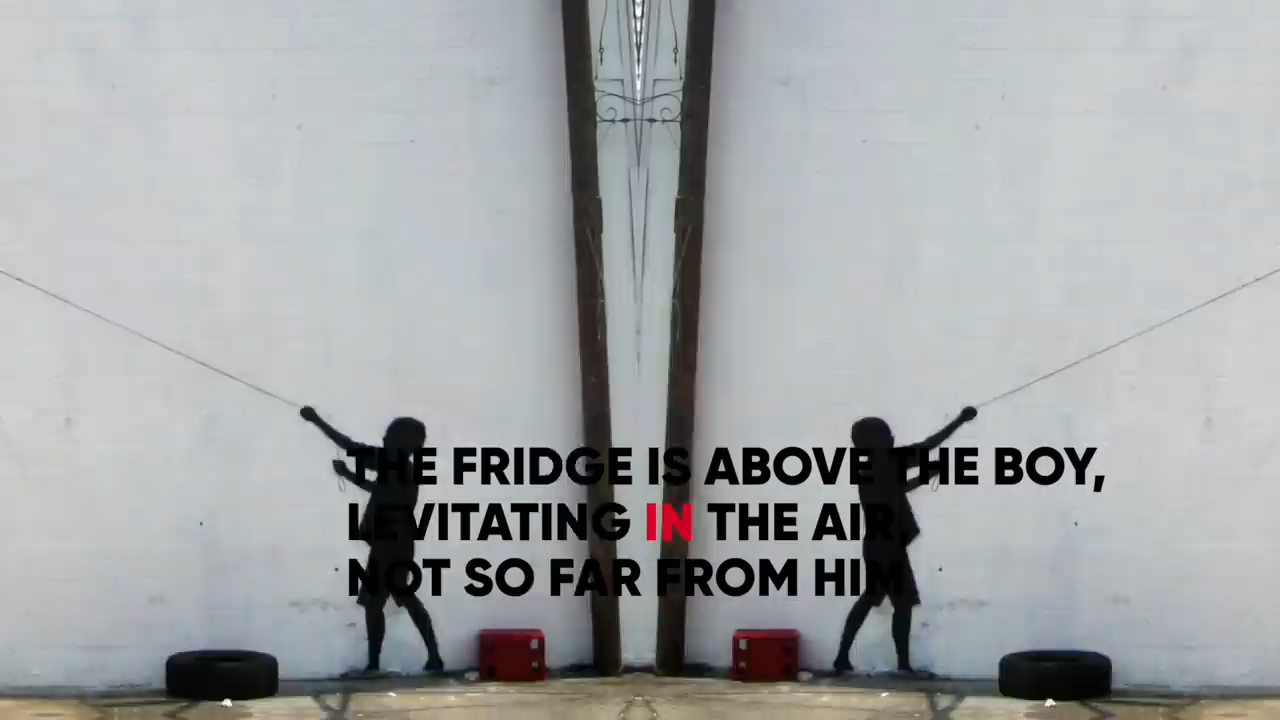 THE FRIDGE IS ABOVE THE BOY,
LEVITATING IN THE AIR,
NOT SO FAR FROM HIM